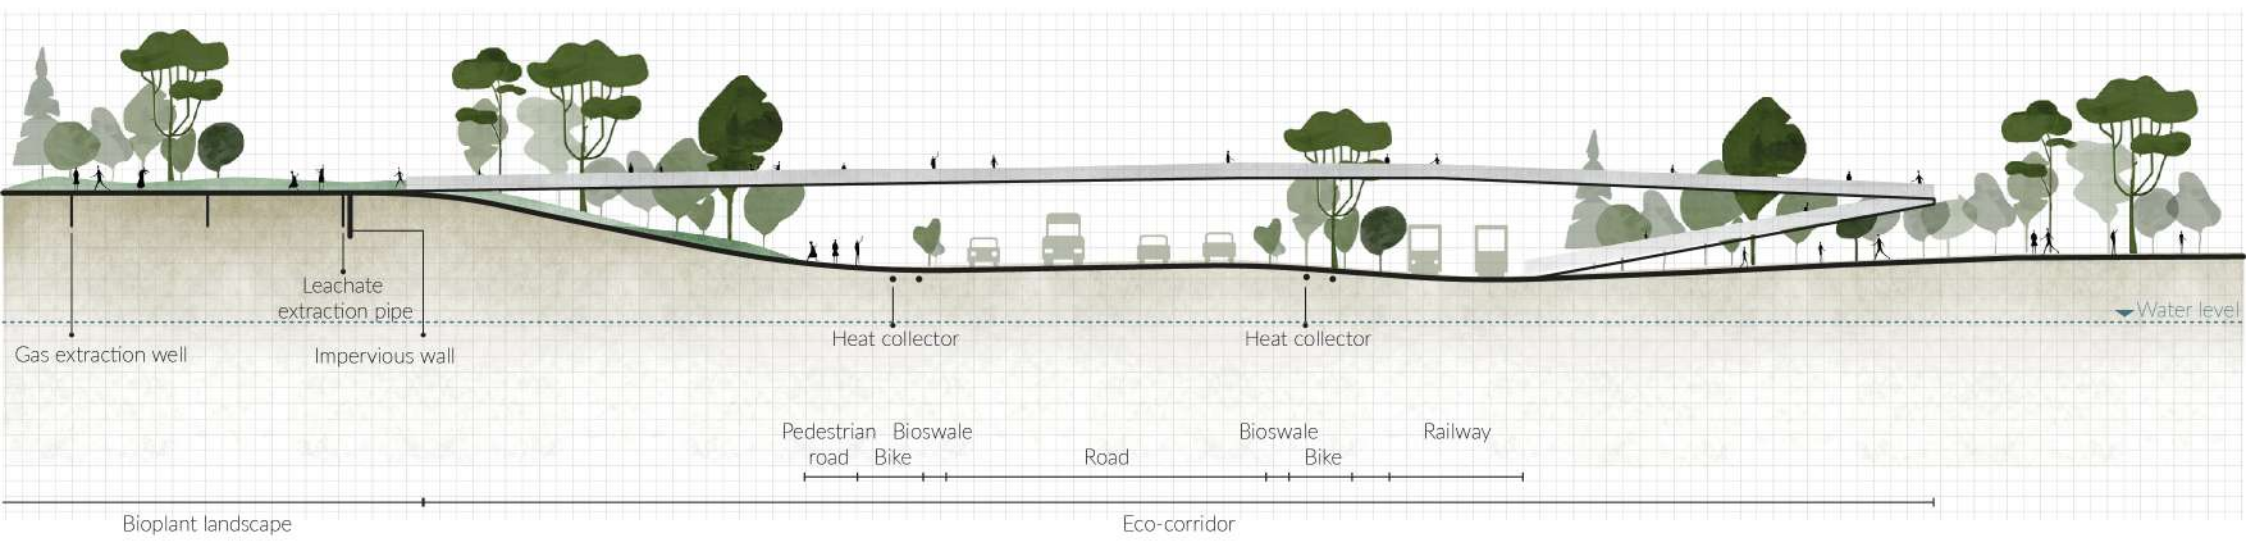 Water level
Leachate
extraction pipe
Gas extraction well
Impervious wall
Heat collector
Heat collector
Pedestrian
road
Bike
Bioswale
Road
Bioswale
Bike
Railway
Bioplant landscape
Eco-corridor